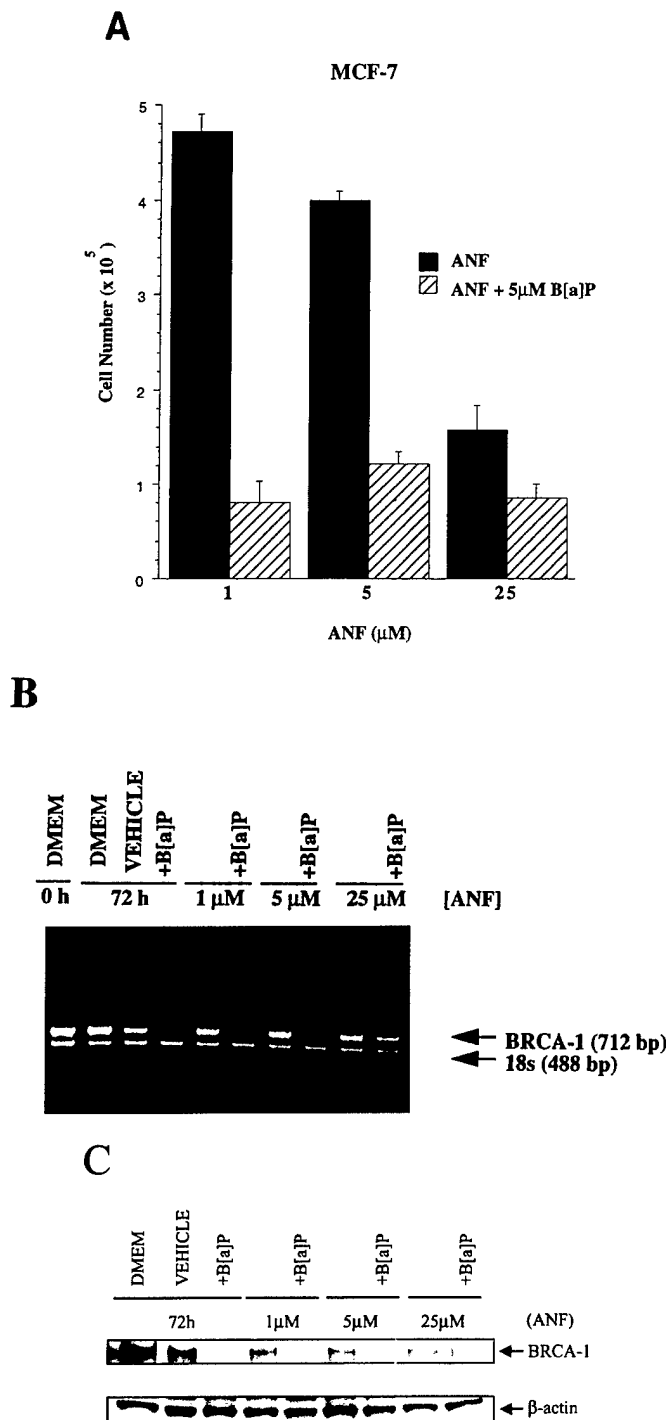 A
MCF-7
5
4
3
2
1
0
Cell Number (x 10⁵)
ANF
ANF + 5µM B[a]P
1 5 25
ANF (µM)
B
DMEM DMEM VEHICLE +B[a]P +B[a]P +B[a]P +B[a]P
0 h 72 h 1 µM 5 µM 25 µM [ANF]
BRCA-1 (712 bp)
18s (488 bp)
C
DMEM VEHICLE +B[a]P +B[a]P +B[a]P +B[a]P
72h 1µM 5µM 25µM (ANF)
BRCA-1
β-actin